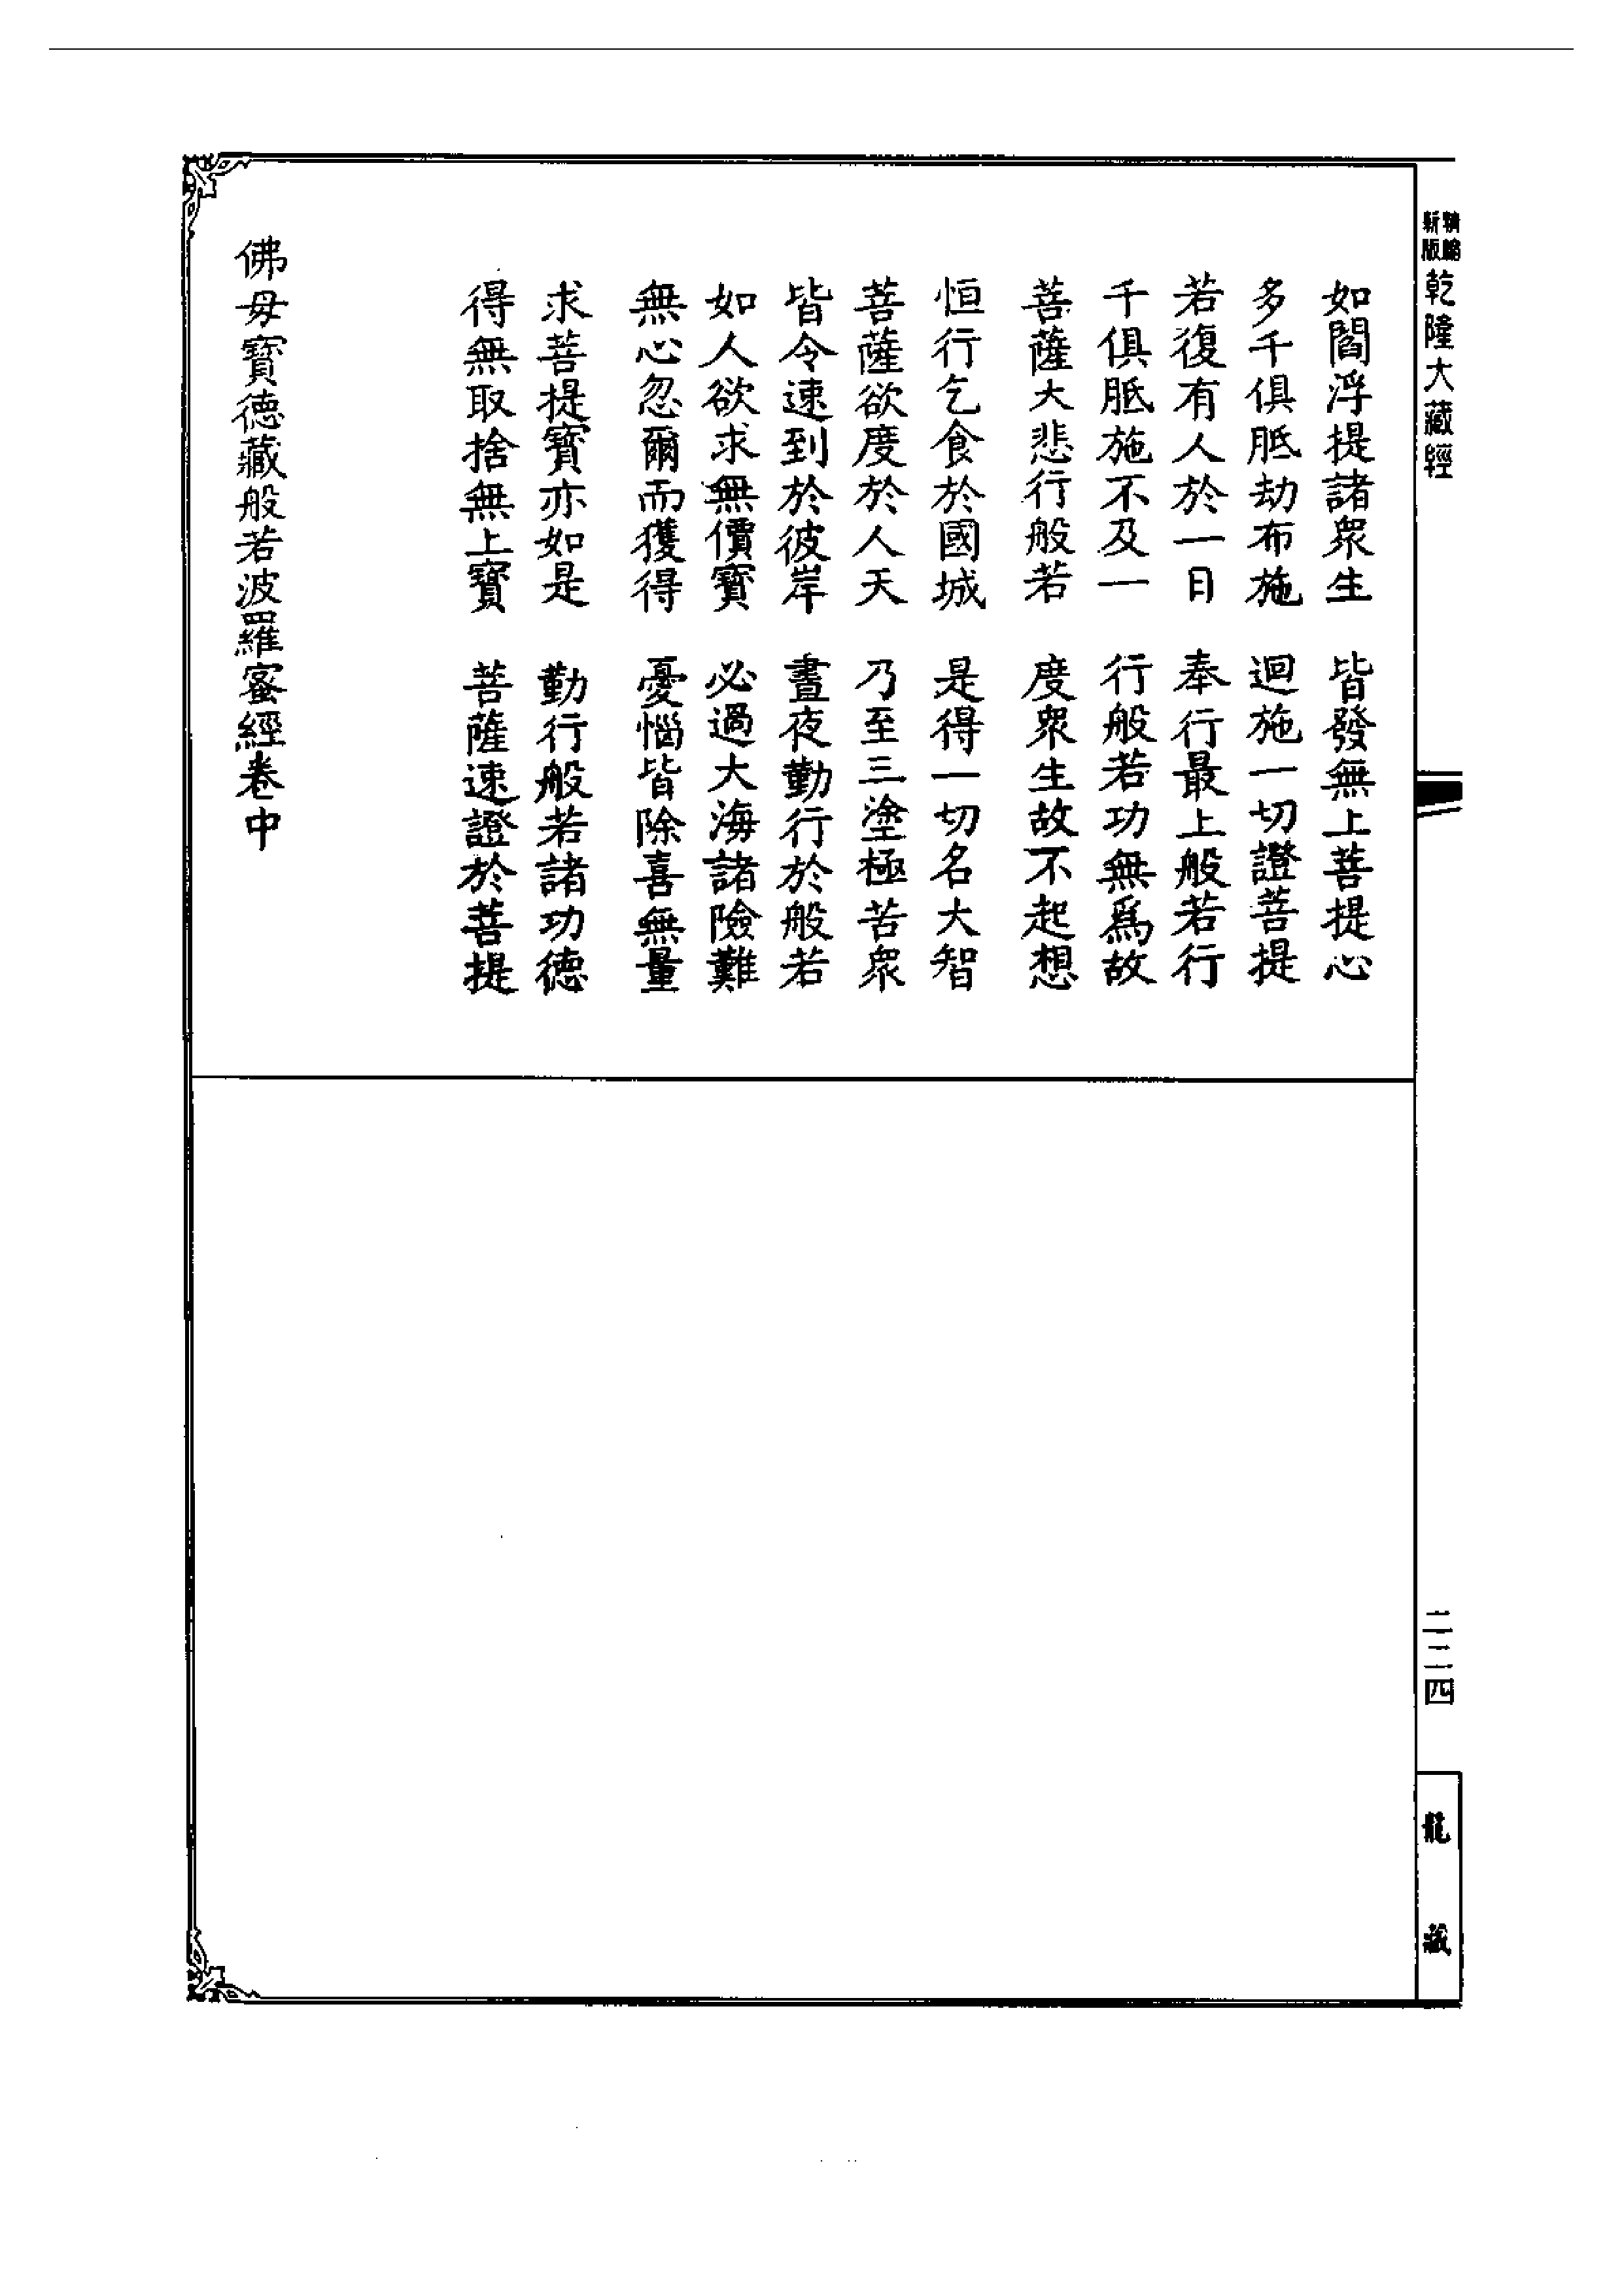 新版精編
乾隆大藏經
如閻浮提諸衆生　皆發無上菩提心
多千俱胝劫布施　迴施一切證菩提
若復有人於一日　奉行最上般若行
千俱胝施不及一　行般若功無爲故
菩薩大悲行般若　度衆生故不起想
恒行乞食於國城　是得一切名大智
菩薩欲度於人天　乃至三塗極苦衆
皆令速到於彼岸　晝夜勤行於般若
如人欲求無價寶　必過大海諸險難
無心忽爾而獲得　憂惱皆除喜無量
求菩提寶亦如是　勤行般若諸功德
得無取捨無上寶　菩薩速證於菩提
佛母寶德藏般若波羅蜜經卷中
二二四
龍藏